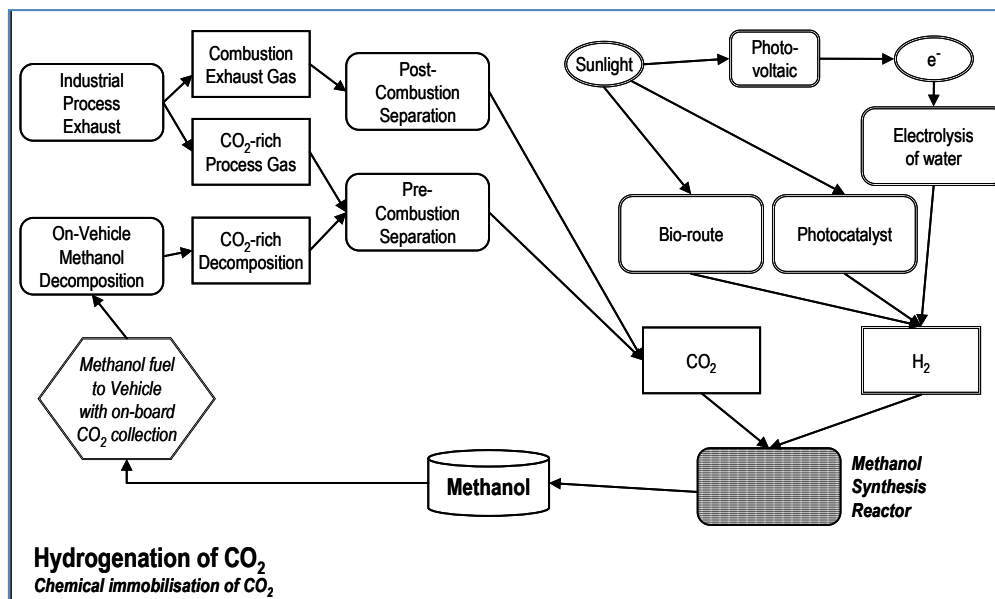 Industrial
Process
Exhaust
Combustion
Exhaust Gas
CO₂-rich
Process Gas
Post-
Combustion
Separation
Pre-
Combustion
Separation
On-Vehicle
Methanol
Decomposition
CO₂-rich
Decomposition
Methanol fuel
to Vehicle
with on-board
CO₂ collection
Sunlight
Photo-
voltaic
e⁻
Electrolysis
of water
Bio-route
Photocatalyst
CO₂
H₂
Methanol
Synthesis
Reactor
Methanol
Hydrogenation of CO₂
Chemical immobilisation of CO₂